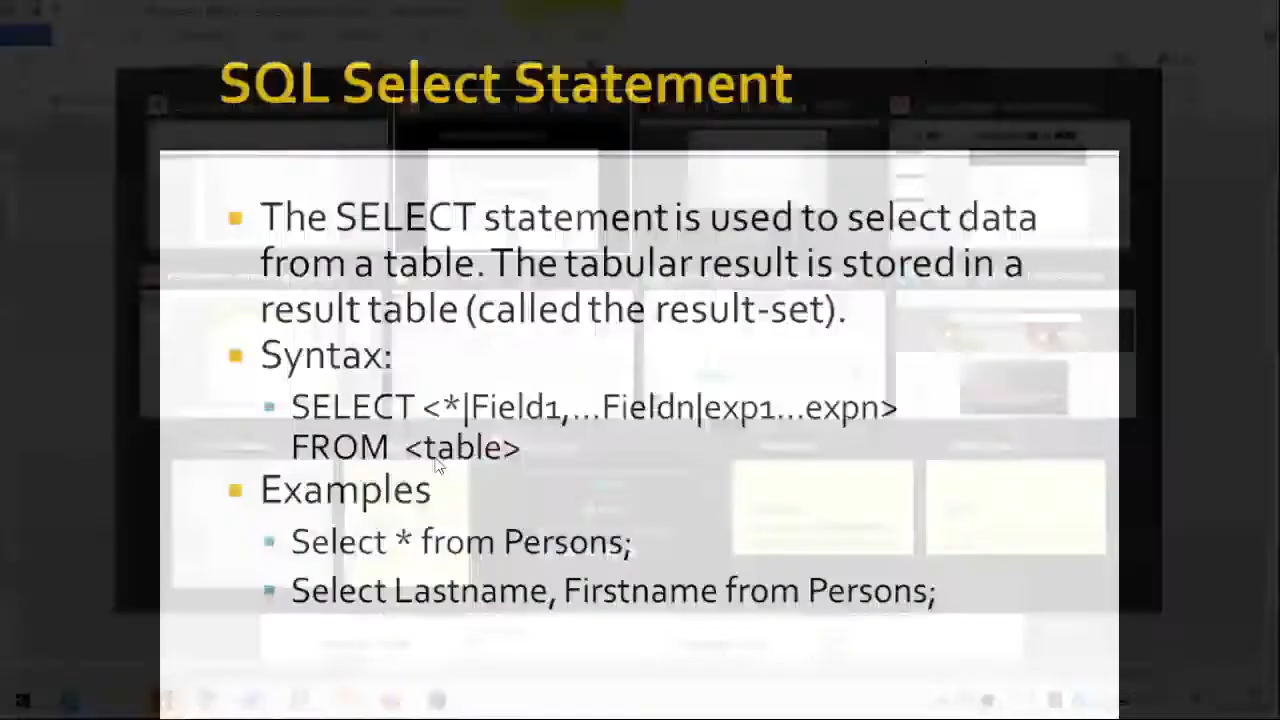 SQL Select Statement
The SELECT statement is used to select data
from a table. The tabular result is stored in a
result table (called the result-set).
Syntax:
SELECT <*|Field1,...Fieldn|exp1...expn>
FROM <table>
Examples
Select * from Persons;
Select Lastname, Firstname from Persons;